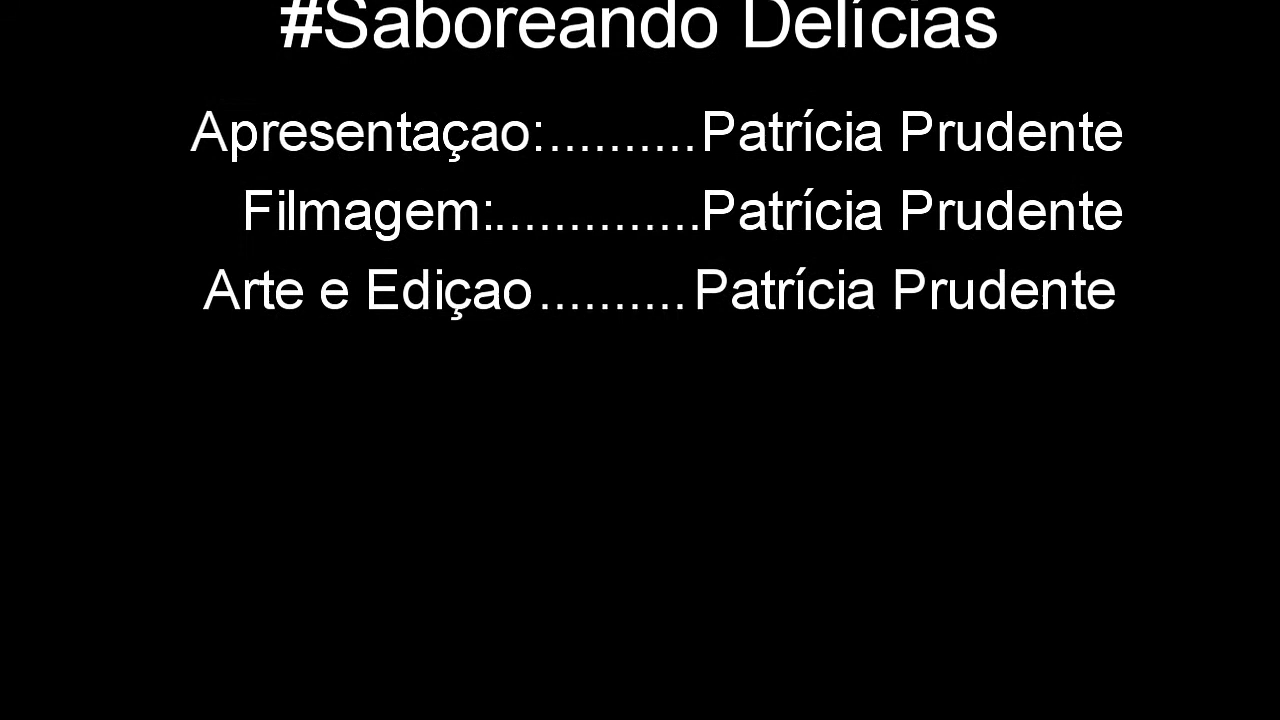 #Saboreando Delícias
Apresentaçao:..........Patrícia Prudente
Filmagem:..............Patrícia Prudente
Arte e Ediçao..........Patrícia Prudente